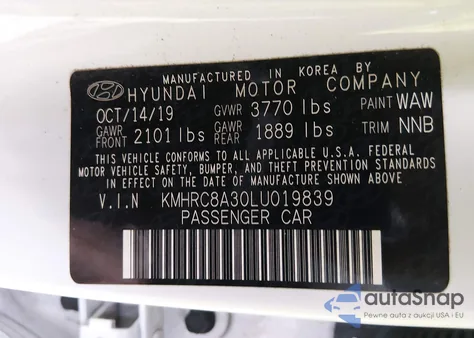 MANUFACTURED IN KOREA BY
HYUNDAI MOTOR COMPANY
OCT/14/19 GVWR 3770 lbs PAINT WAW
GAWR FRONT 2101 lbs GAWR REAR 1889 lbs TRIM NNB
THIS VEHICLE CONFORMS TO ALL APPLICABLE U.S.A. FEDERAL
MOTOR VEHICLE SAFETY, BUMPER, AND THEFT PREVENTION STANDARDS
IN EFFECT ON THE DATE OF MANUFACTURE SHOWN ABOVE.
V.I.N KMHRC8A30LU019839
PASSENGER CAR
autoSnap
Pewne auta z aukcji USA i EU